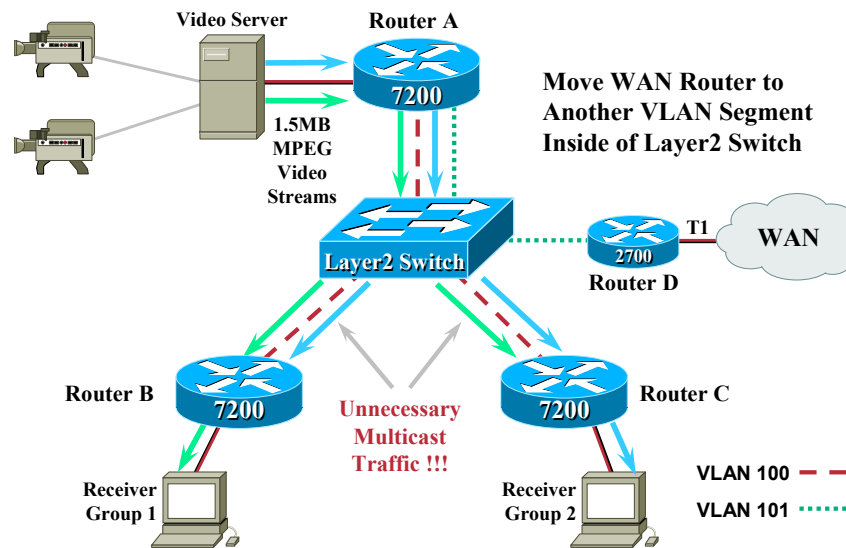 Video Server
Router A
7200
1.5MB
MPEG
Video
Streams
Move WAN Router to
Another VLAN Segment
Inside of Layer2 Switch
Layer2 Switch
T1
WAN
2700
Router D
Router B
7200
Unnecessary
Multicast
Traffic !!!
7200
Router C
Receiver
Group 1
Receiver
Group 2
VLAN 100
VLAN 101